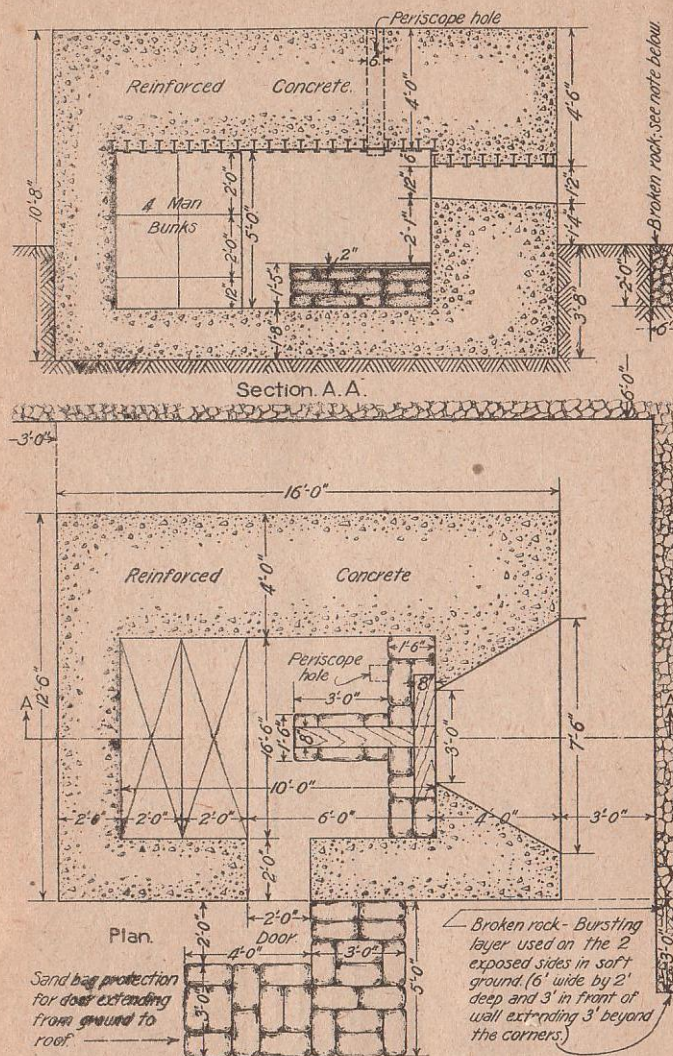 Periscope hole
6"
Reinforced Concrete.
4'-0"
4'-6"
Broken rock, see note below.
10'-8"
4 Man
Bunks
2'-0"
2'-0"
12"
5'-0"
12"
6"
2'-1"
12"
1'-4"
2"
1'-5"
1'-8"
2'-0"
3'-8"
6'-0"
Section. A.A.
3'-0"
16'-0"
Reinforced Concrete
4'-0"
12'-6"
Periscope
hole
1'-6"
8"
3'-0"
A
1'-6"
8"
16'-6"
3'-0"
7'-6"
10'-0"
2'-0"
2'-0"
6'-0"
4'-0"
3'-0"
2'-0"
2'-0"
Door
Plan.
2'-0"
4'-0"
3'-0"
5'-0"
3'-0"
3'-0"
Sand bag protection
for door extending
from ground to
roof
Broken rock - Bursting
layer used on the 2
exposed sides in soft
ground. (6' wide by 2'
deep and 3' in front of
wall extending 3' beyond
the corners.)